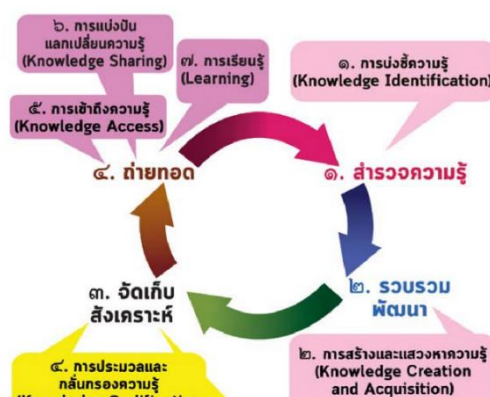 ๖. การแบ่งปัน
แลกเปลี่ยนความรู้
(Knowledge Sharing)
๗. การเรียนรู้
(Learning)
๑. การบ่งชี้ความรู้
(Knowledge Identification)
๕. การเข้าถึงความรู้
(Knowledge Access)
๔. ถ่ายทอด
๑. สำรวจความรู้
๓. จัดเก็บ
สังเคราะห์
๒. รวบรวม
พัฒนา
๔. การประมวลและ
กลั่นกรองความรู้
๒. การสร้างและแสวงหาความรู้
(Knowledge Creation
and Acquisition)